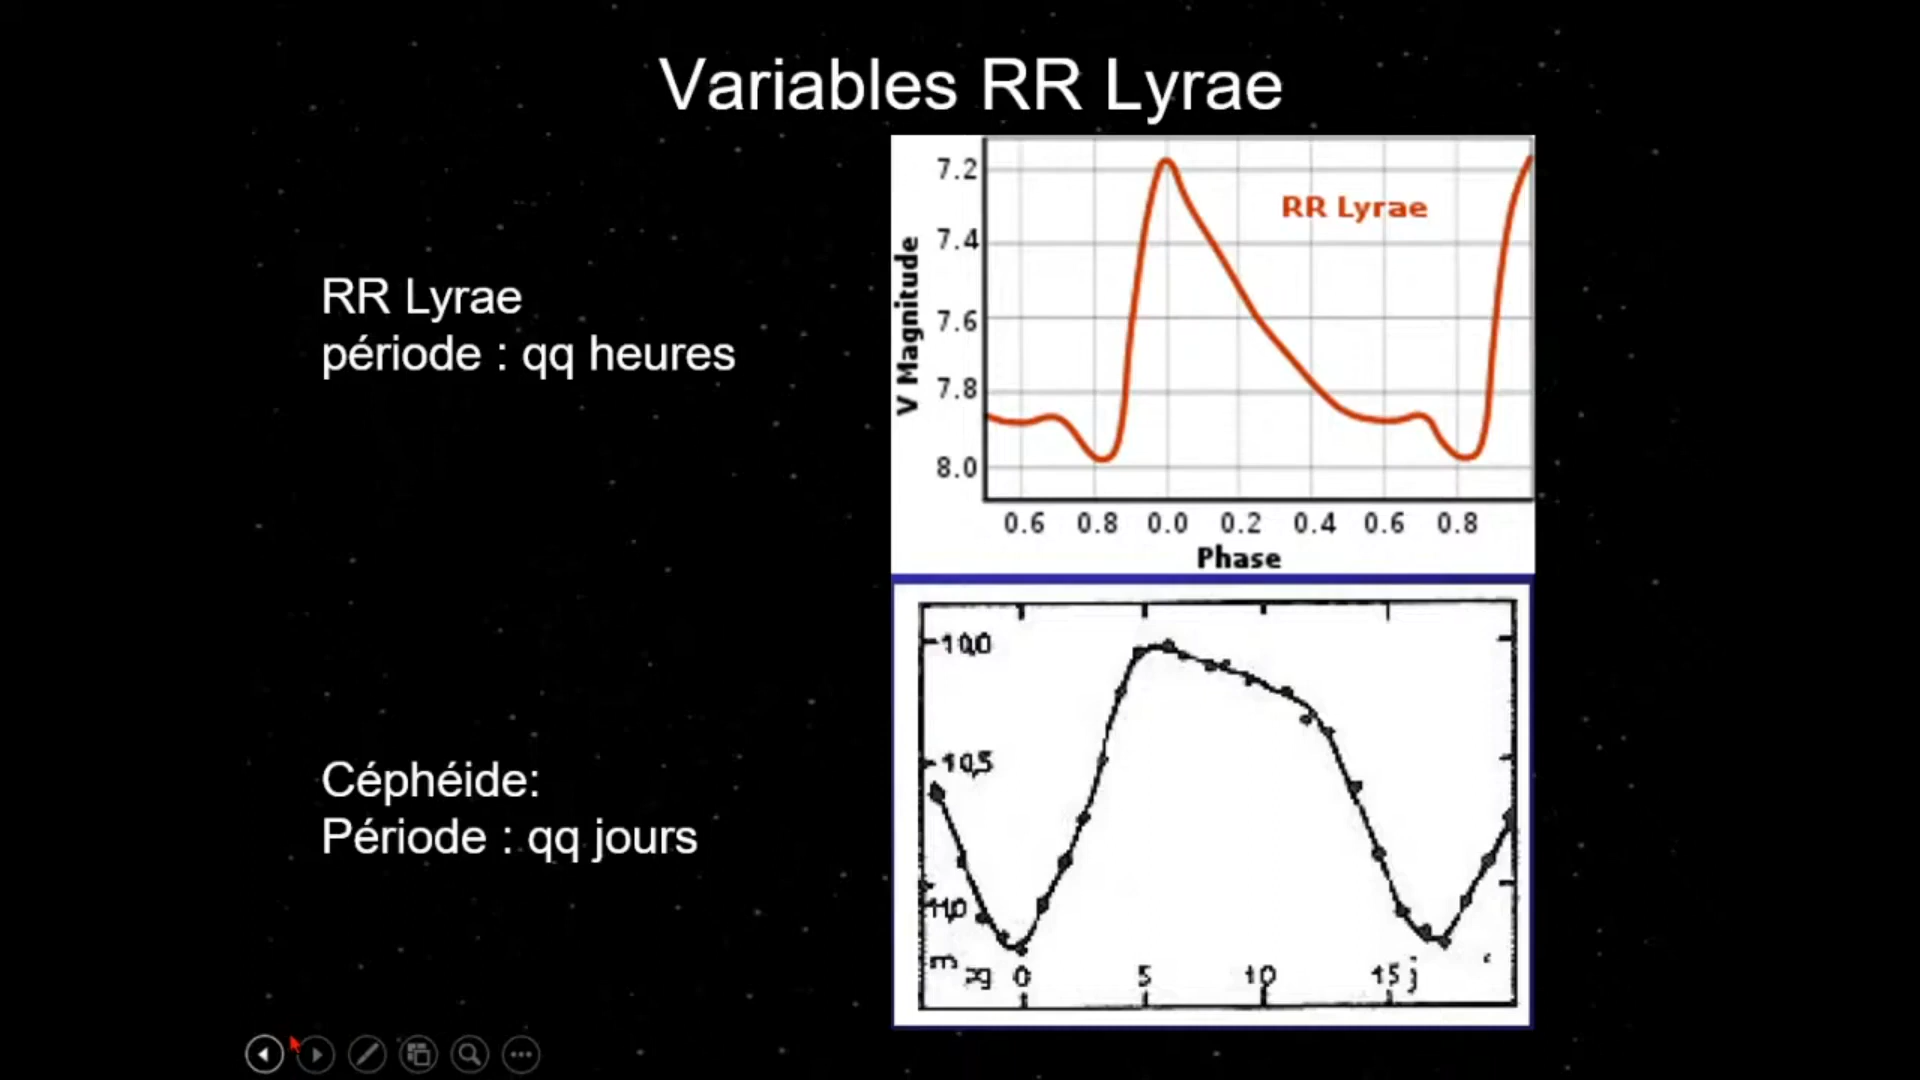 Variables RR Lyrae
RR Lyrae
période : qq heures
7.2
7.4
7.6
7.8
8.0
V Magnitude
RR Lyrae
0.6 0.8 0.0 0.2 0.4 0.6 0.8
Phase
Céphéide:
Période : qq jours
10,0
10,5
11,0
m
pg 0 5 10 15 j